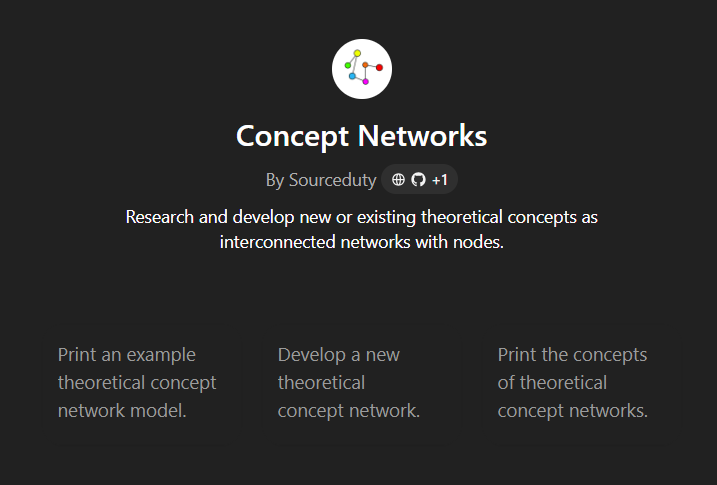 Concept Networks
By Sourceduty +1
Research and develop new or existing theoretical concepts as
interconnected networks with nodes.
Print an example
theoretical concept
network model.
Develop a new
theoretical
concept network.
Print the concepts
of theoretical
concept networks.